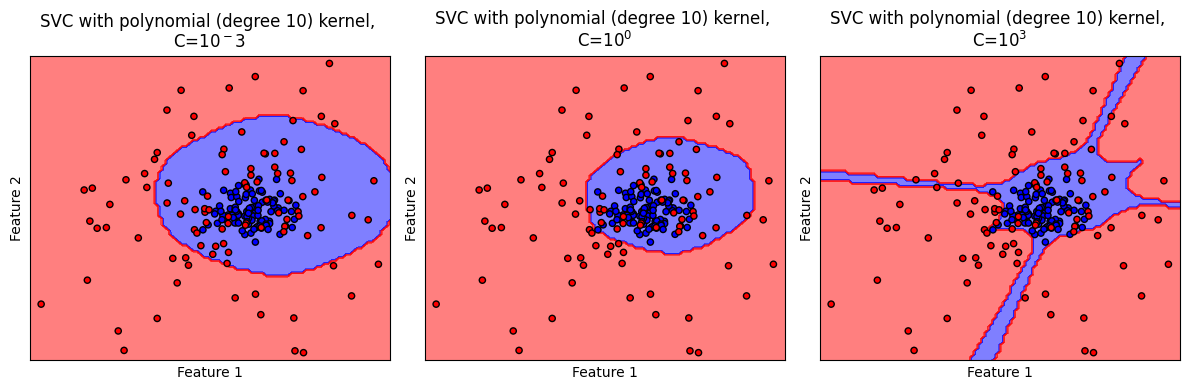 SVC with polynomial (degree 10) kernel,
C=10⁻3
Feature 2
Feature 1
SVC with polynomial (degree 10) kernel,
C=10⁰
Feature 2
Feature 1
SVC with polynomial (degree 10) kernel,
C=10³
Feature 2
Feature 1